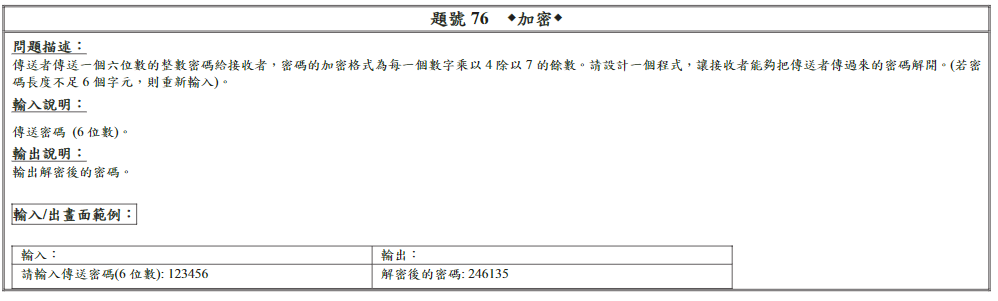 題號 76 ◆加密◆
問題描述：
傳送者傳送一個六位數的整數密碼給接收者，密碼的加密格式為每一個數字乘以 4 除以 7 的餘數。請設計一個程式，讓接收者能夠把傳送者傳過來的密碼解開。(若密
碼長度不足 6 個字元，則重新輸入)。
輸入說明：
傳送密碼 (6 位數)。
輸出說明：
輸出解密後的密碼。
輸入/出畫面範例：
輸入： 輸出：
請輸入傳送密碼(6 位數): 123456 解密後的密碼: 246135